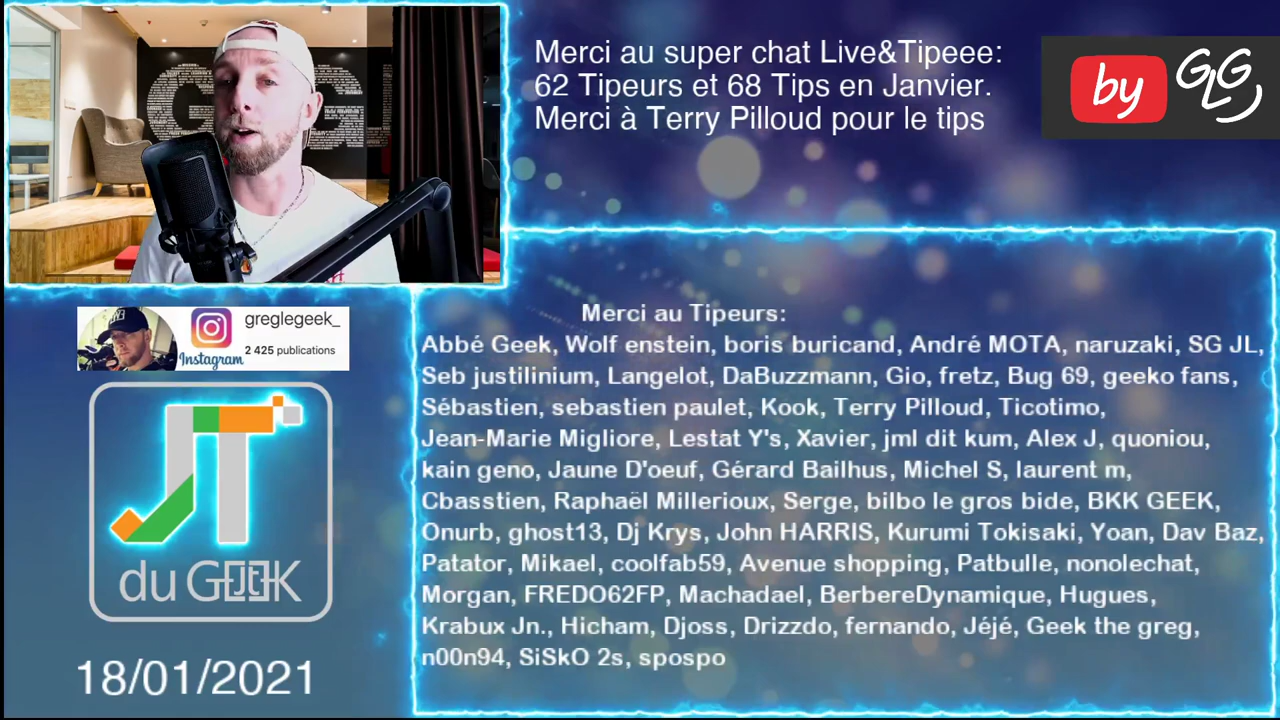 Merci au super chat Live&Tipeee:
62 Tipeurs et 68 Tips en Janvier.
Merci à Terry Pilloud pour le tips
by GLG
greglegeek_
Instagram
2 425 publications
JT
du GEEK
18/01/2021
Merci au Tipeurs:
Abbé Geek, Wolf enstein, boris buricand, André MOTA, naruzaki, SG JL,
Seb justilinium, Langelot, DaBuzzmann, Gio, fretz, Bug 69, geeko fans,
Sébastien, sebastien paulet, Kook, Terry Pilloud, Ticotimo,
Jean-Marie Migliore, Lestat Y's, Xavier, jml dit kum, Alex J, quoniou,
kain geno, Jaune D'oeuf, Gérard Bailhus, Michel S, laurent m,
Cbasstien, Raphaël Millerioux, Serge, bilbo le gros bide, BKK GEEK,
Onurb, ghost13, Dj Krys, John HARRIS, Kurumi Tokisaki, Yoan, Dav Baz,
Patator, Mikael, coolfab59, Avenue shopping, Patbulle, nonolechat,
Morgan, FREDO62FP, Machadael, BerbereDynamique, Hugues,
Krabux Jn., Hicham, Djoss, Drizzdo, fernando, Jéjé, Geek the greg,
n00n94, SiSkO 2s, spospo